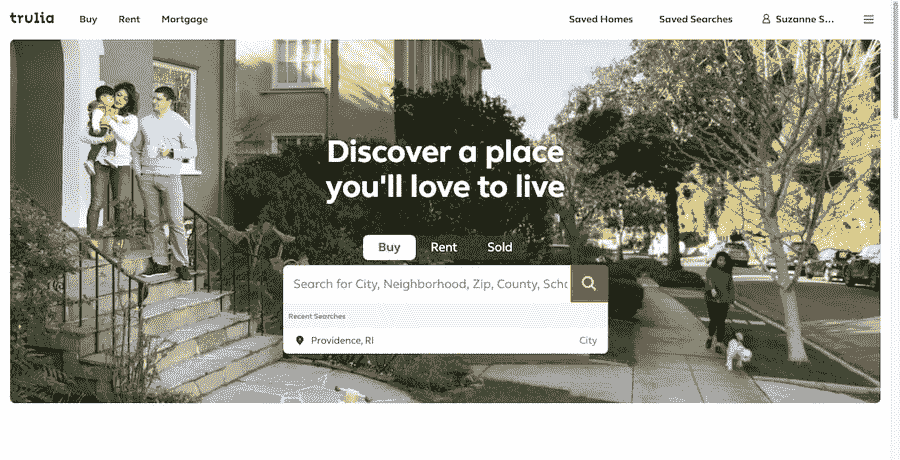 trulia Buy Rent Mortgage Saved Homes Saved Searches Suzanne S...
Discover a place
you'll love to live
Buy Rent Sold
Search for City, Neighborhood, Zip, County, Scho
Recent Searches
Providence, RI City